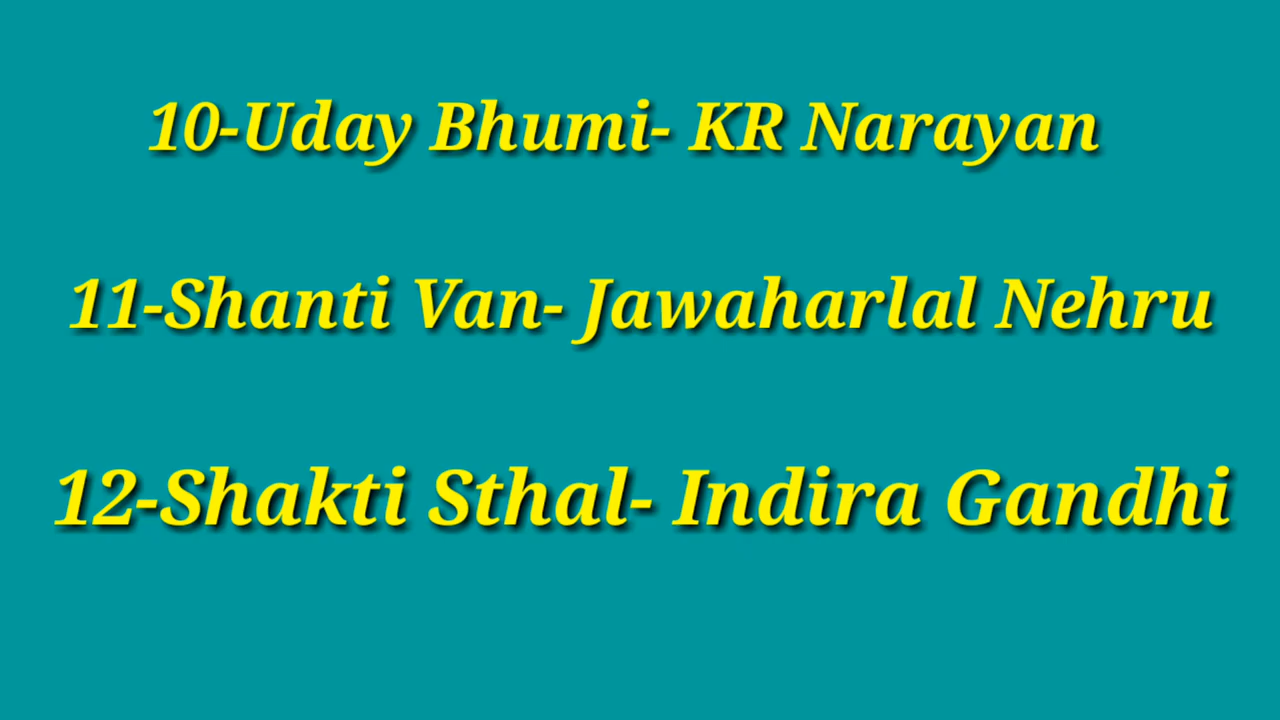 10-Uday Bhumi- KR Narayan
11-Shanti Van- Jawaharlal Nehru
12-Shakti Sthal- Indira Gandhi